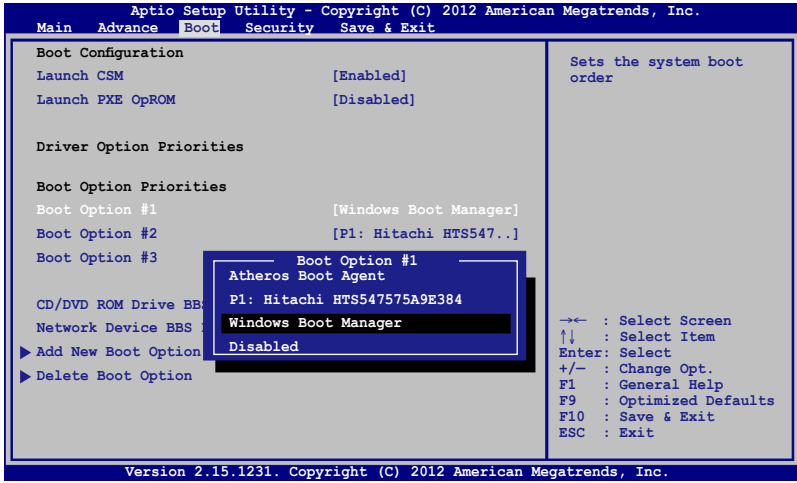 Aptio Setup Utility - Copyright (C) 2012 American Megatrends, Inc.
Main Advance Boot Security Save & Exit
Boot Configuration
Launch CSM [Enabled]
Launch PXE OpROM [Disabled]
Driver Option Priorities
Boot Option Priorities
Boot Option #1 [Windows Boot Manager]
Boot Option #2 [P1: Hitachi HTS547..]
Boot Option #3
CD/DVD ROM Drive BBS
Network Device BBS
Add New Boot Option
Delete Boot Option
Boot Option #1
Atheros Boot Agent
P1: Hitachi HTS547575A9E384
Windows Boot Manager
Disabled
Sets the system boot
order
→← : Select Screen
↑↓ : Select Item
Enter: Select
+/— : Change Opt.
F1 : General Help
F9 : Optimized Defaults
F10 : Save & Exit
ESC : Exit
Version 2.15.1231. Copyright (C) 2012 American Megatrends, Inc.